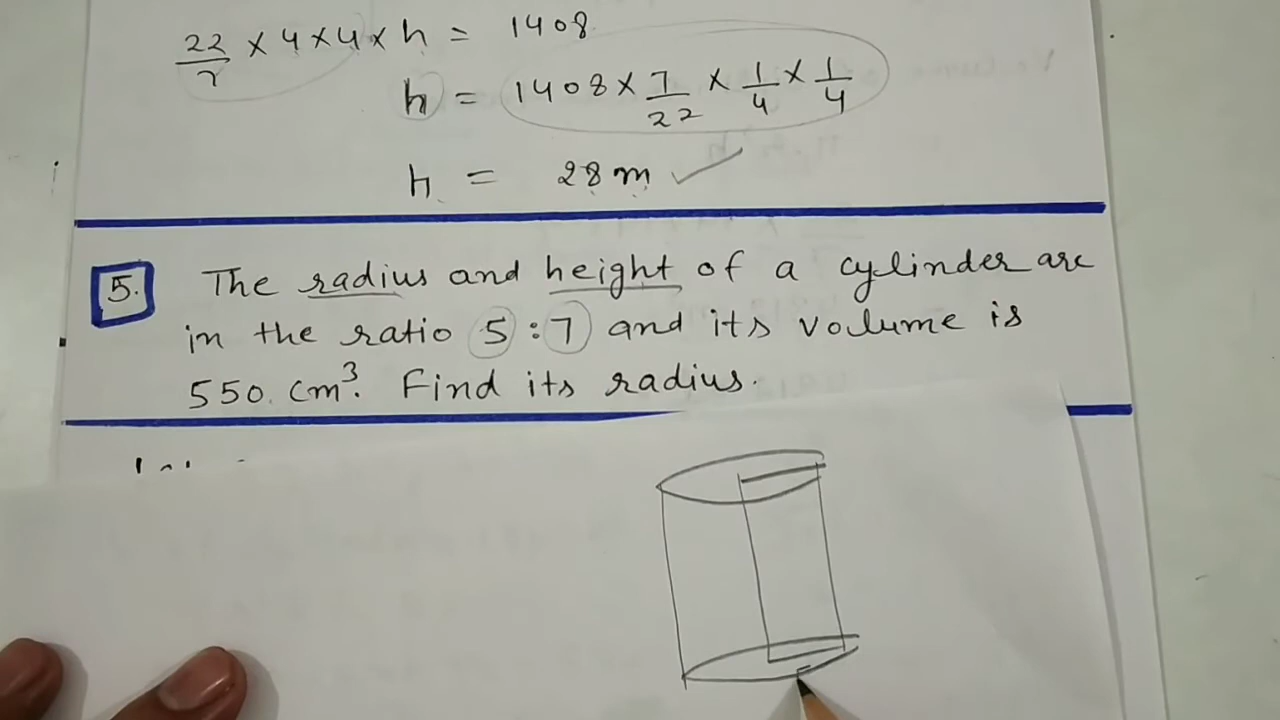 22/7 × 4 × 4 × h = 1408
h = 1408 × 7/22 × 1/4 × 1/4
h = 28 m ✓
5. The radius and height of a cylinder are
in the ratio 5 : 7 and its volume is
550 cm³. Find its radius.